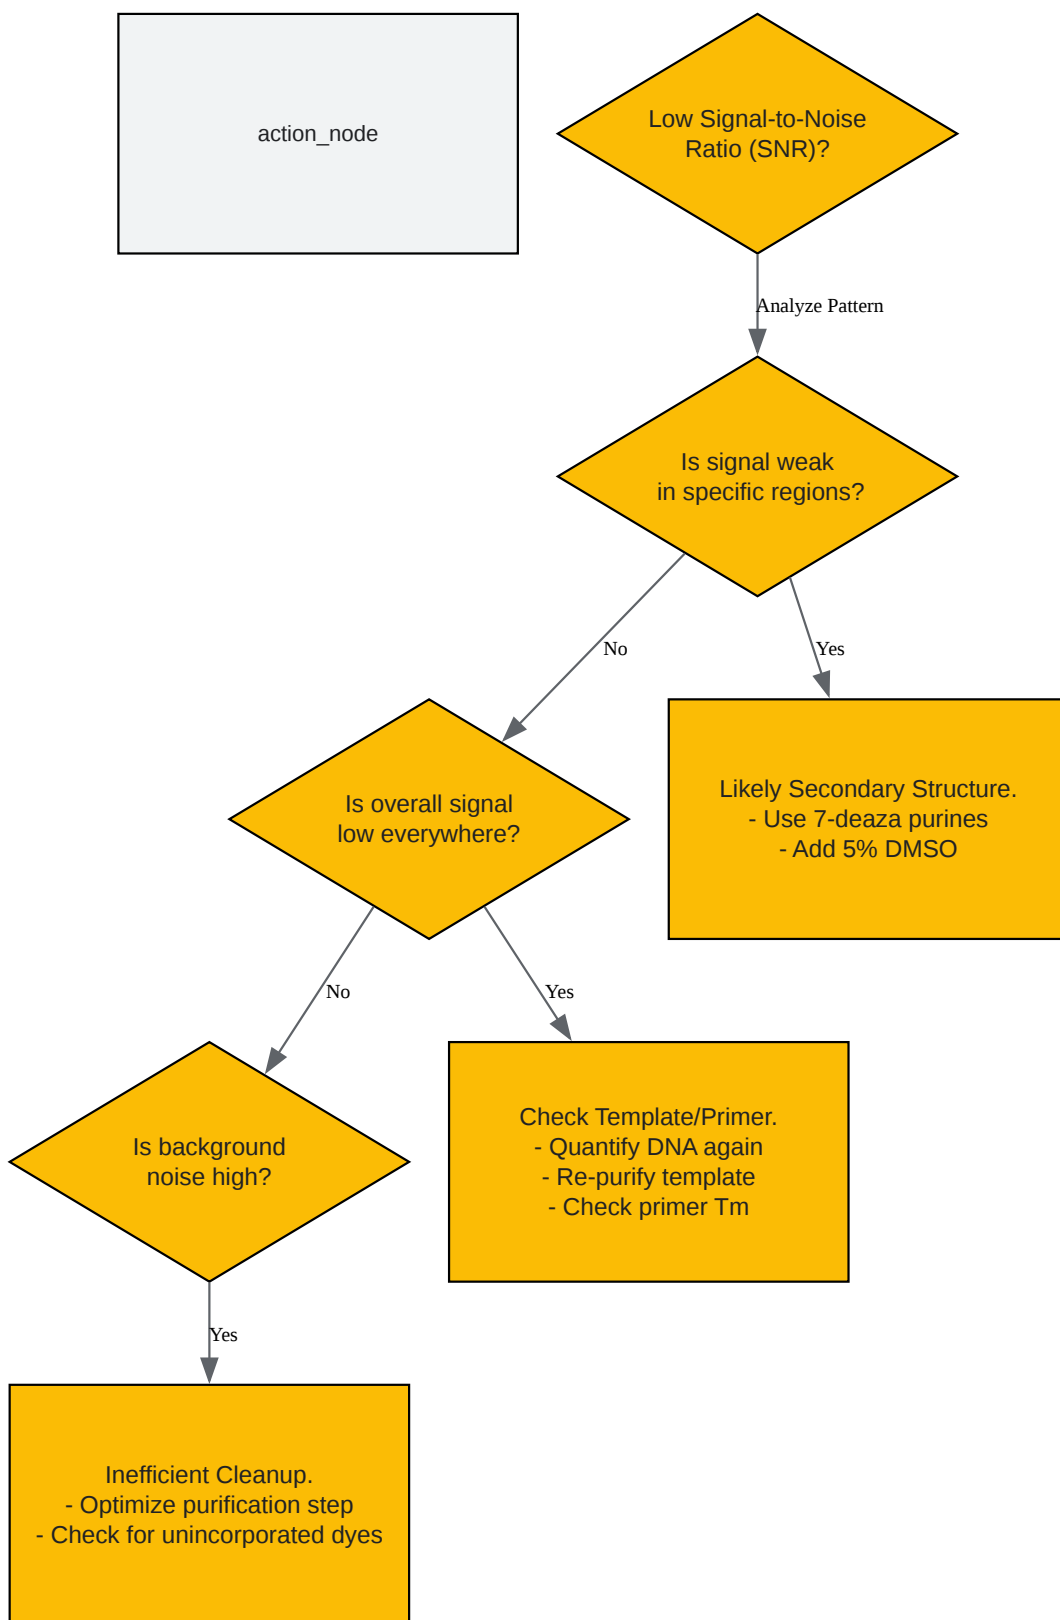 action_node
Low Signal-to-Noise
Ratio (SNR)?
Analyze Pattern
Is signal weak
in specific regions?
No
Yes
Is overall signal
low everywhere?
Likely Secondary Structure.
- Use 7-deaza purines
- Add 5% DMSO
No
Yes
Is background
noise high?
Check Template/Primer.
- Quantify DNA again
- Re-purify template
- Check primer Tm
Yes
Inefficient Cleanup.
- Optimize purification step
- Check for unincorporated dyes